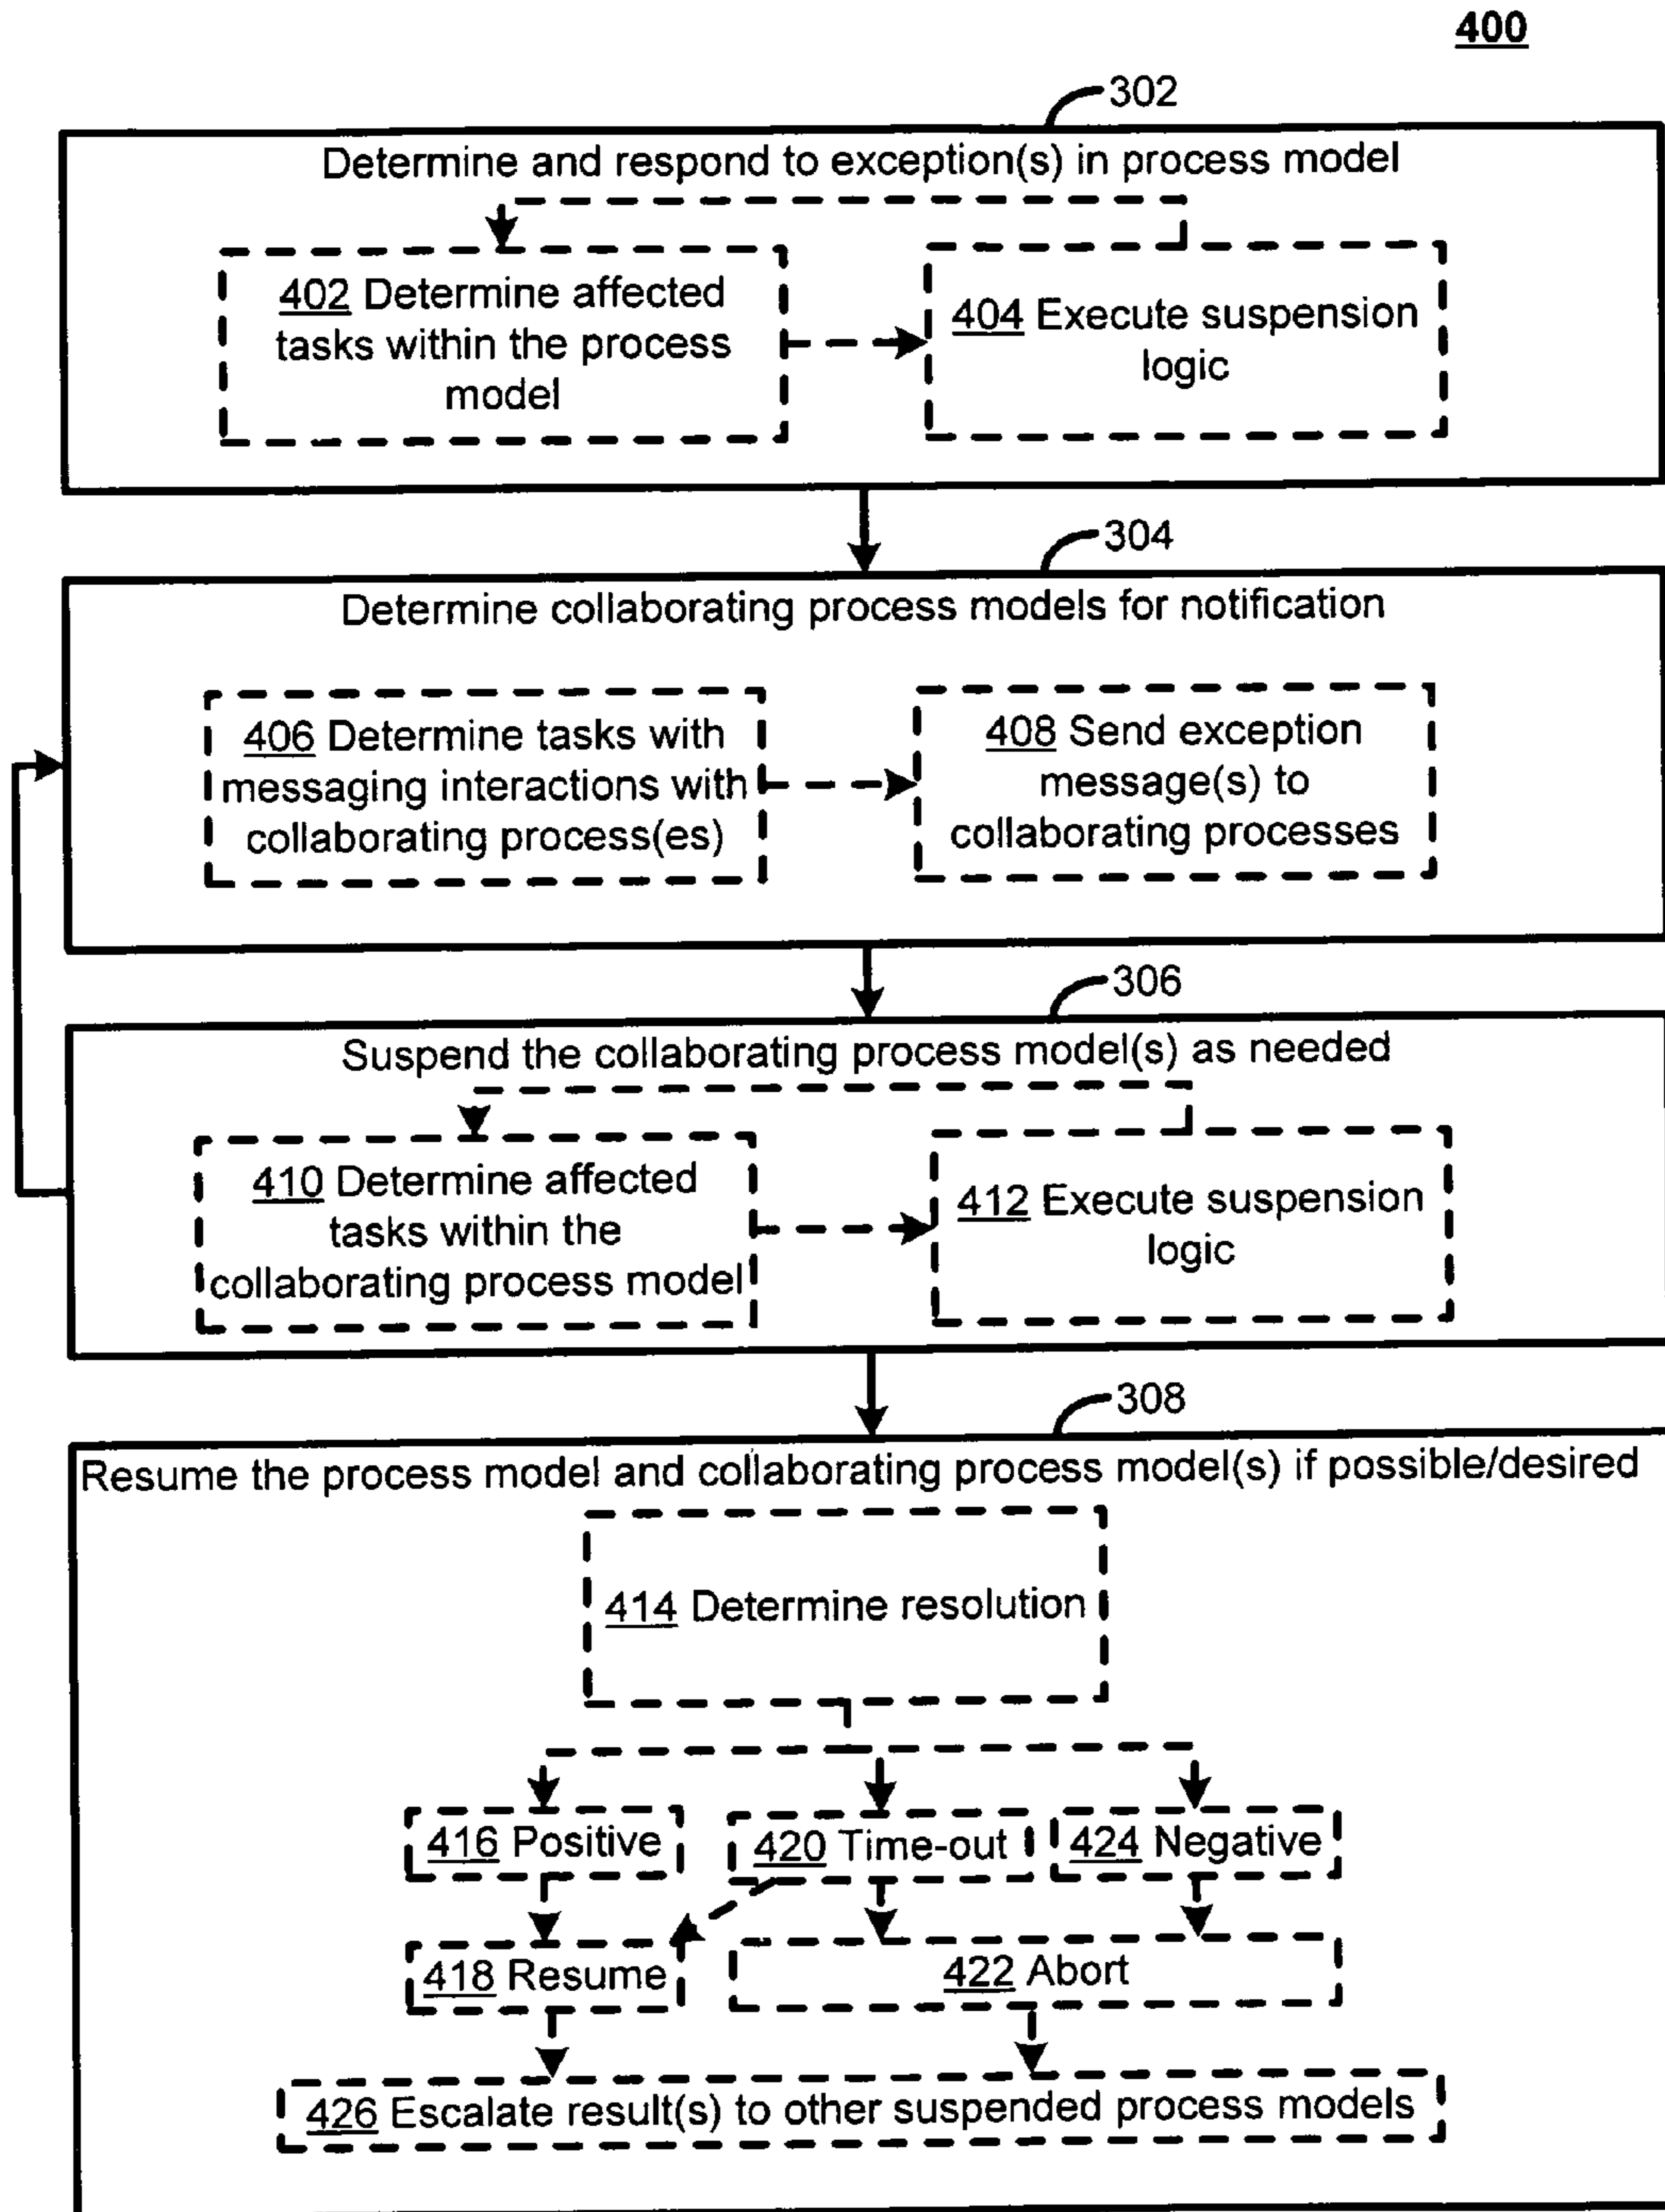 400
302
Determine and respond to exception(s) in process model
402 Determine affected
tasks within the process
model
404 Execute suspension
logic
304
Determine collaborating process models for notification
406 Determine tasks with
messaging interactions with
collaborating process(es)
408 Send exception
message(s) to
collaborating processes
306
Suspend the collaborating process model(s) as needed
410 Determine affected
tasks within the
collaborating process model
412 Execute suspension
logic
308
Resume the process model and collaborating process model(s) if possible/desired
414 Determine resolution
416 Positive
420 Time-out
424 Negative
418 Resume
422 Abort
426 Escalate result(s) to other suspended process models